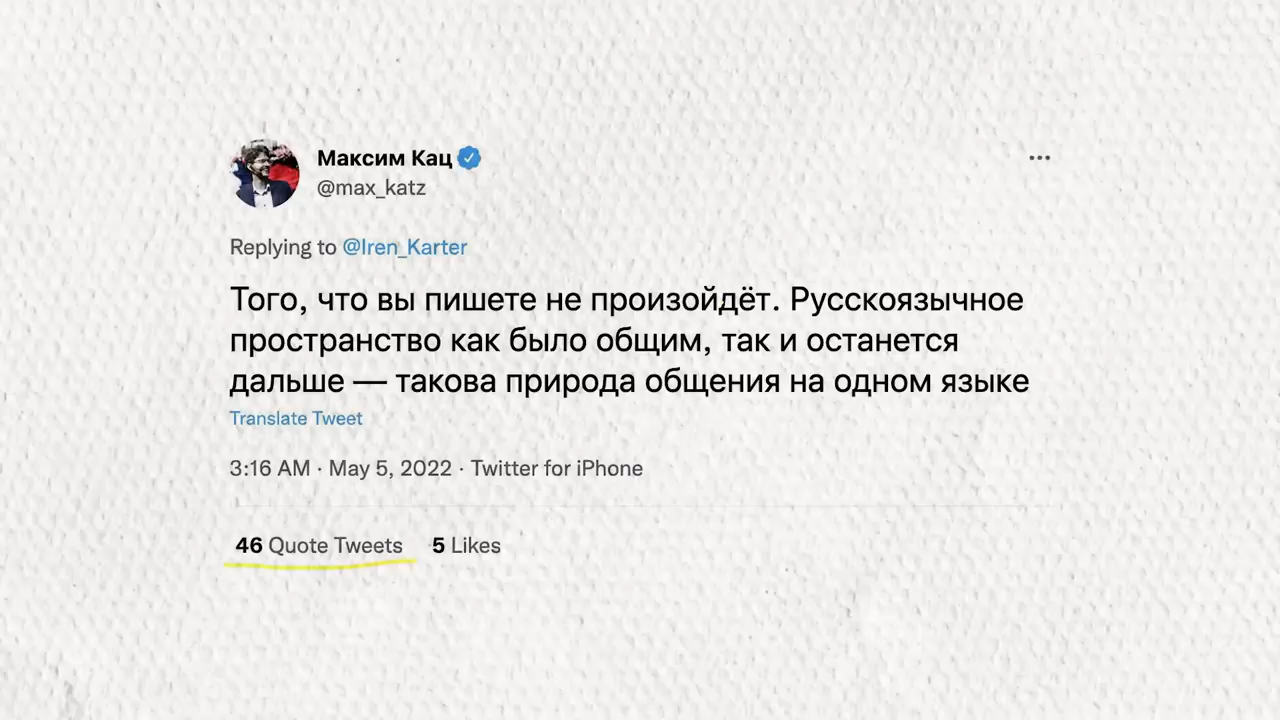 Максим Кац
@max_katz
Replying to @Iren_Karter
Того, что вы пишете не произойдёт. Русскоязычное
пространство как было общим, так и останется
дальше — такова природа общения на одном языке
Translate Tweet
3:16 AM · May 5, 2022 · Twitter for iPhone
46 Quote Tweets 5 Likes